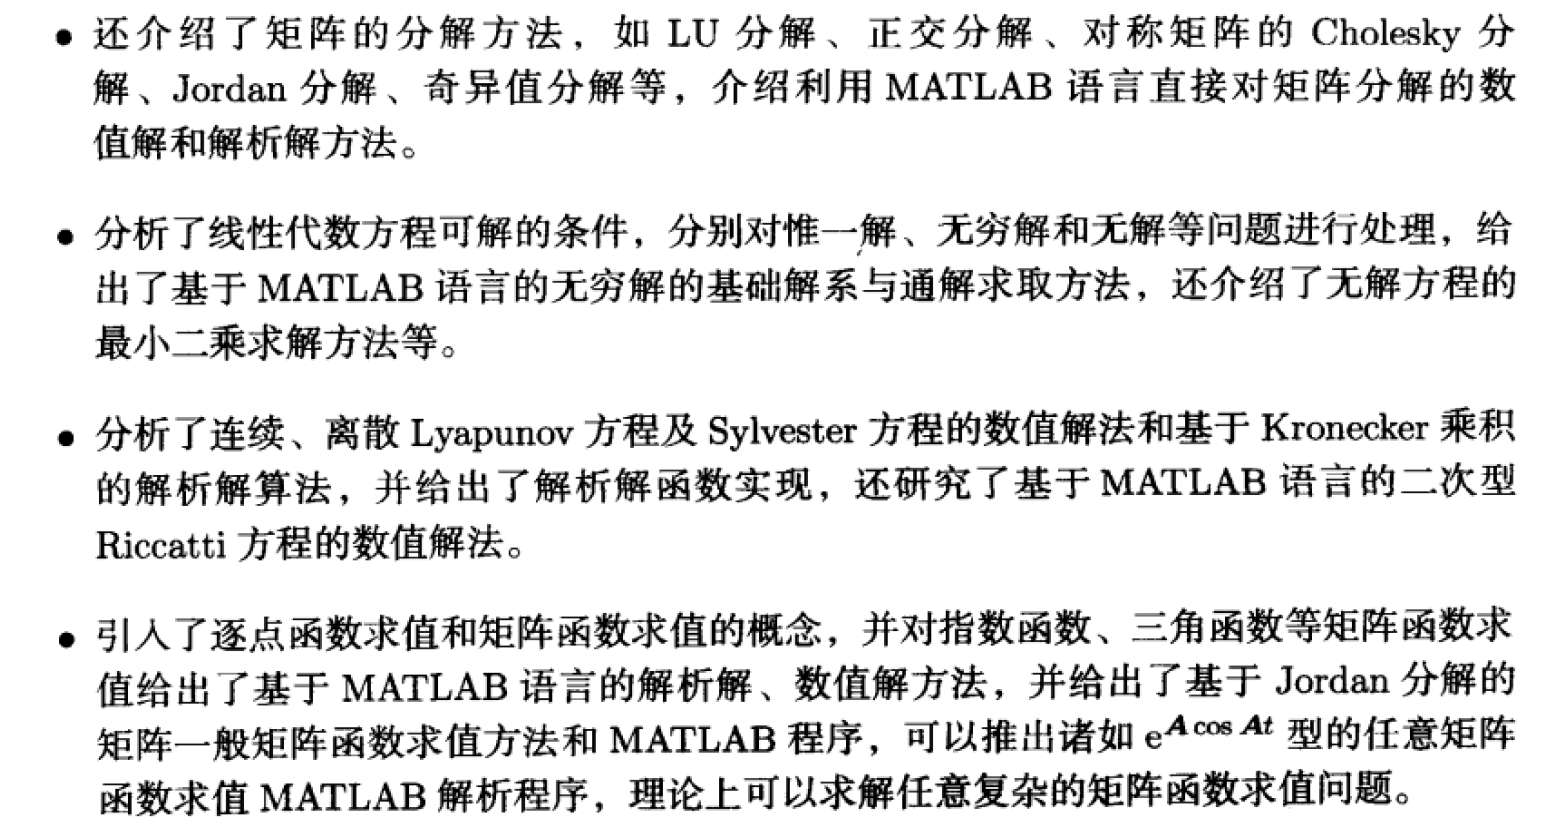 ● 还介绍了矩阵的分解方法，如 LU 分解、正交分解、对称矩阵的 Cholesky 分
解、Jordan 分解、奇异值分解等，介绍利用 MATLAB 语言直接对矩阵分解的数
值解和解析解方法。
● 分析了线性代数方程可解的条件，分别对惟一解、无穷解和无解等问题进行处理，给
出了基于 MATLAB 语言的无穷解的基础解系与通解求取方法，还介绍了无解方程的
最小二乘求解方法等。
● 分析了连续、离散 Lyapunov 方程及 Sylvester 方程的数值解法和基于 Kronecker 乘积
的解析解算法，并给出了解析解函数实现，还研究了基于 MATLAB 语言的二次型
Riccatti 方程的数值解法。
● 引入了逐点函数求值和矩阵函数求值的概念，并对指数函数、三角函数等矩阵函数求
值给出了基于 MATLAB 语言的解析解、数值解方法，并给出了基于 Jordan 分解的
矩阵一般矩阵函数求值方法和 MATLAB 程序，可以推出诸如 e^{A cos At} 型的任意矩阵
函数求值 MATLAB 解析程序，理论上可以求解任意复杂的矩阵函数求值问题。